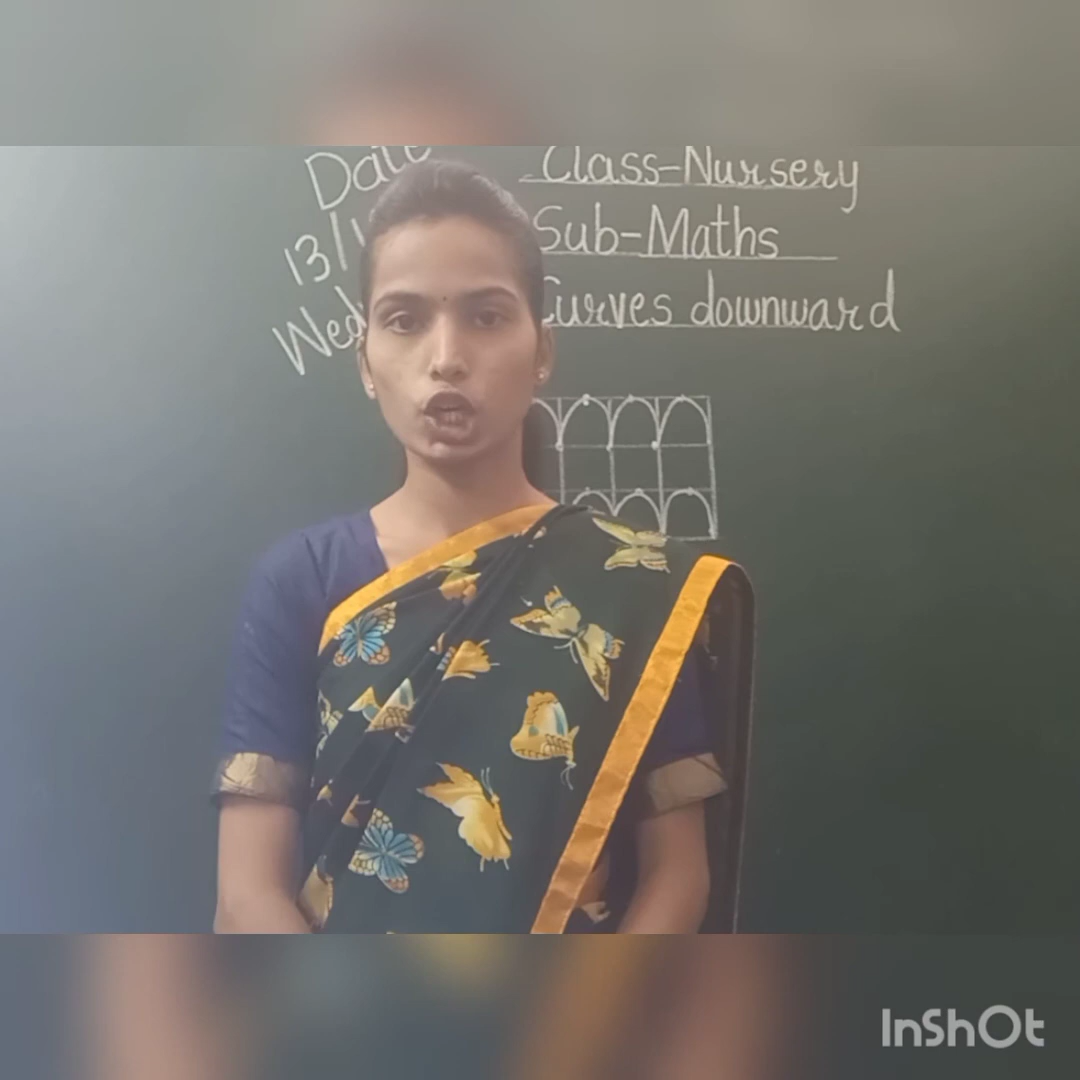 Date
Class-Nursery
13/1
Sub-Maths
Wed
Curves downward
InShOt